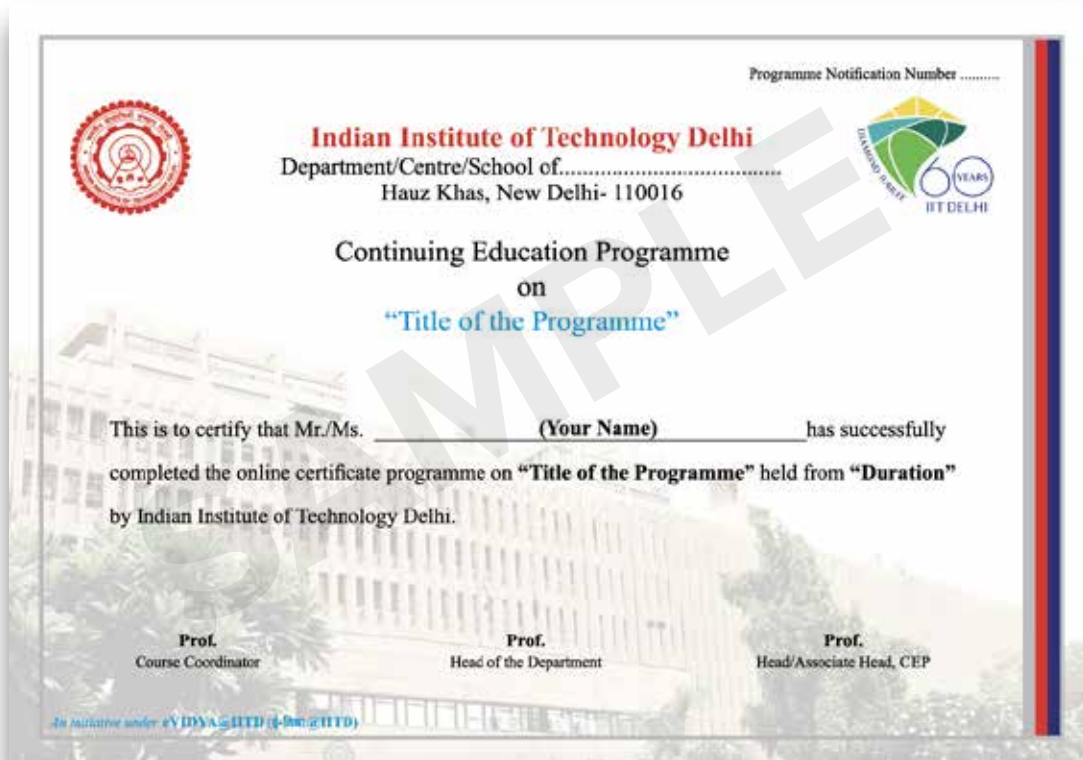 Programme Notification Number ..........
Indian Institute of Technology Delhi
Department/Centre/School of.....................................
Hauz Khas, New Delhi- 110016
DIAMOND JUBILEE
60 YEARS
IIT DELHI
Continuing Education Programme
on
“Title of the Programme”
SAMPLE
This is to certify that Mr./Ms. (Your Name) has successfully
completed the online certificate programme on “Title of the Programme” held from “Duration”
by Indian Institute of Technology Delhi.
Prof. Prof. Prof.
Course Coordinator Head of the Department Head/Associate Head, CEP
An initiative under eVIDYA@IITD (ई-विद्या@IITD)